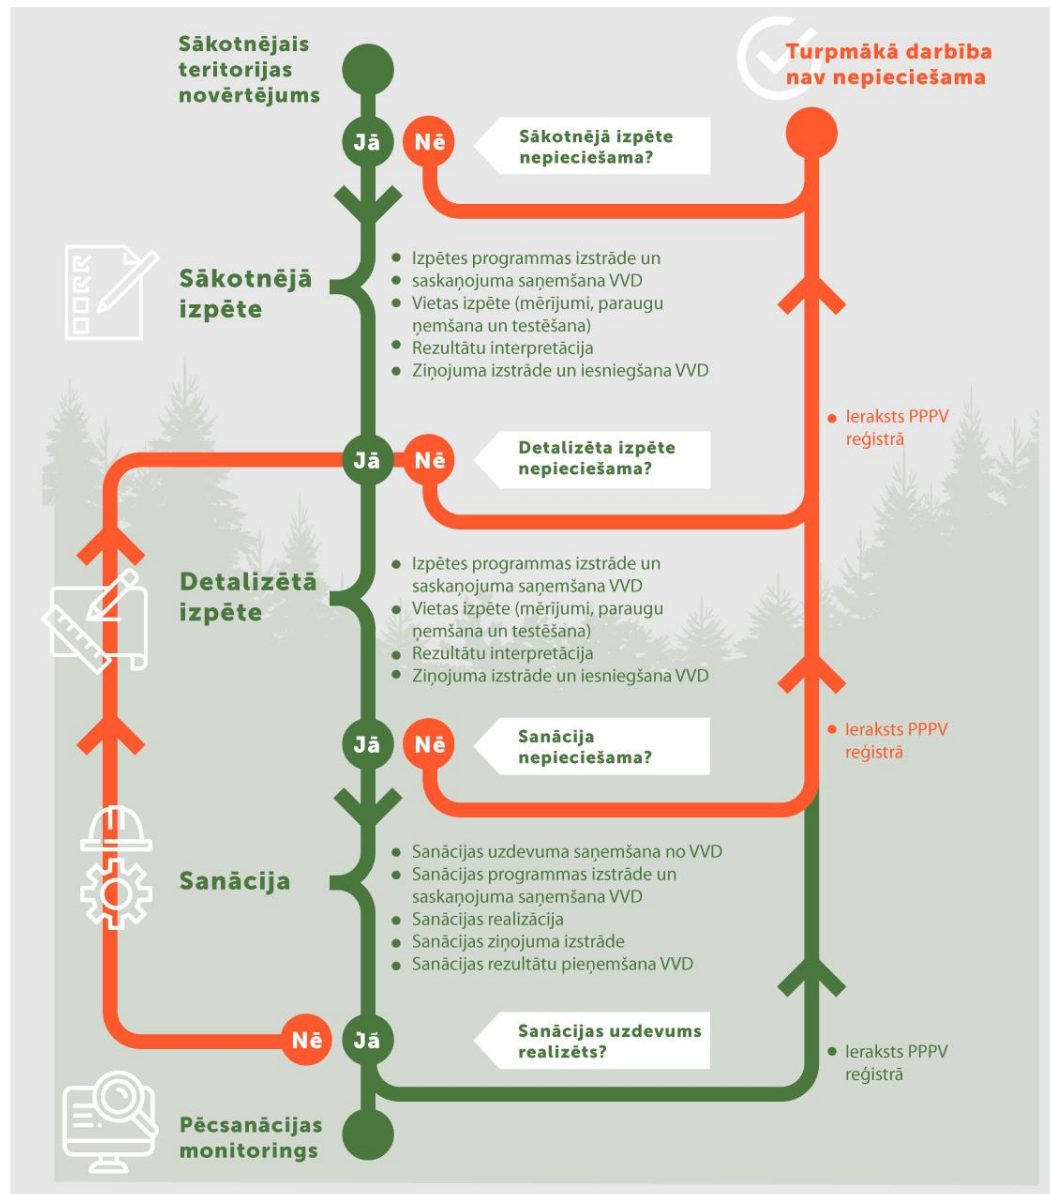 Sākotnējais
teritorijas
novērtējums
Turpmākā darbība
nav nepieciešama
Jā
Nē
Sākotnējā izpēte
nepieciešama?
Sākotnējā
izpēte
Izpētes programmas izstrāde un
saskaņojuma saņemšana VVD
Vietas izpēte (mērījumi, paraugu
ņemšana un testēšana)
Rezultātu interpretācija
Ziņojuma izstrāde un iesniegšana VVD
Ieraksts PPPV
reģistrā
Jā
Nē
Detalizēta izpēte
nepieciešama?
Detalizētā
izpēte
Izpētes programmas izstrāde un
saskaņojuma saņemšana VVD
Vietas izpēte (mērījumi, paraugu
ņemšana un testēšana)
Rezultātu interpretācija
Ziņojuma izstrāde un iesniegšana VVD
Jā
Nē
Sanācija
nepieciešama?
Ieraksts PPPV
reģistrā
Sanācija
Sanācijas uzdevuma saņemšana no VVD
Sanācijas programmas izstrāde un
saskaņojuma saņemšana VVD
Sanācijas realizācija
Sanācijas ziņojuma izstrāde
Sanācijas rezultātu pieņemšana VVD
Nē
Jā
Sanācijas uzdevums
realizēts?
Ieraksts PPPV
reģistrā
Pēcsanācijas
monitorings